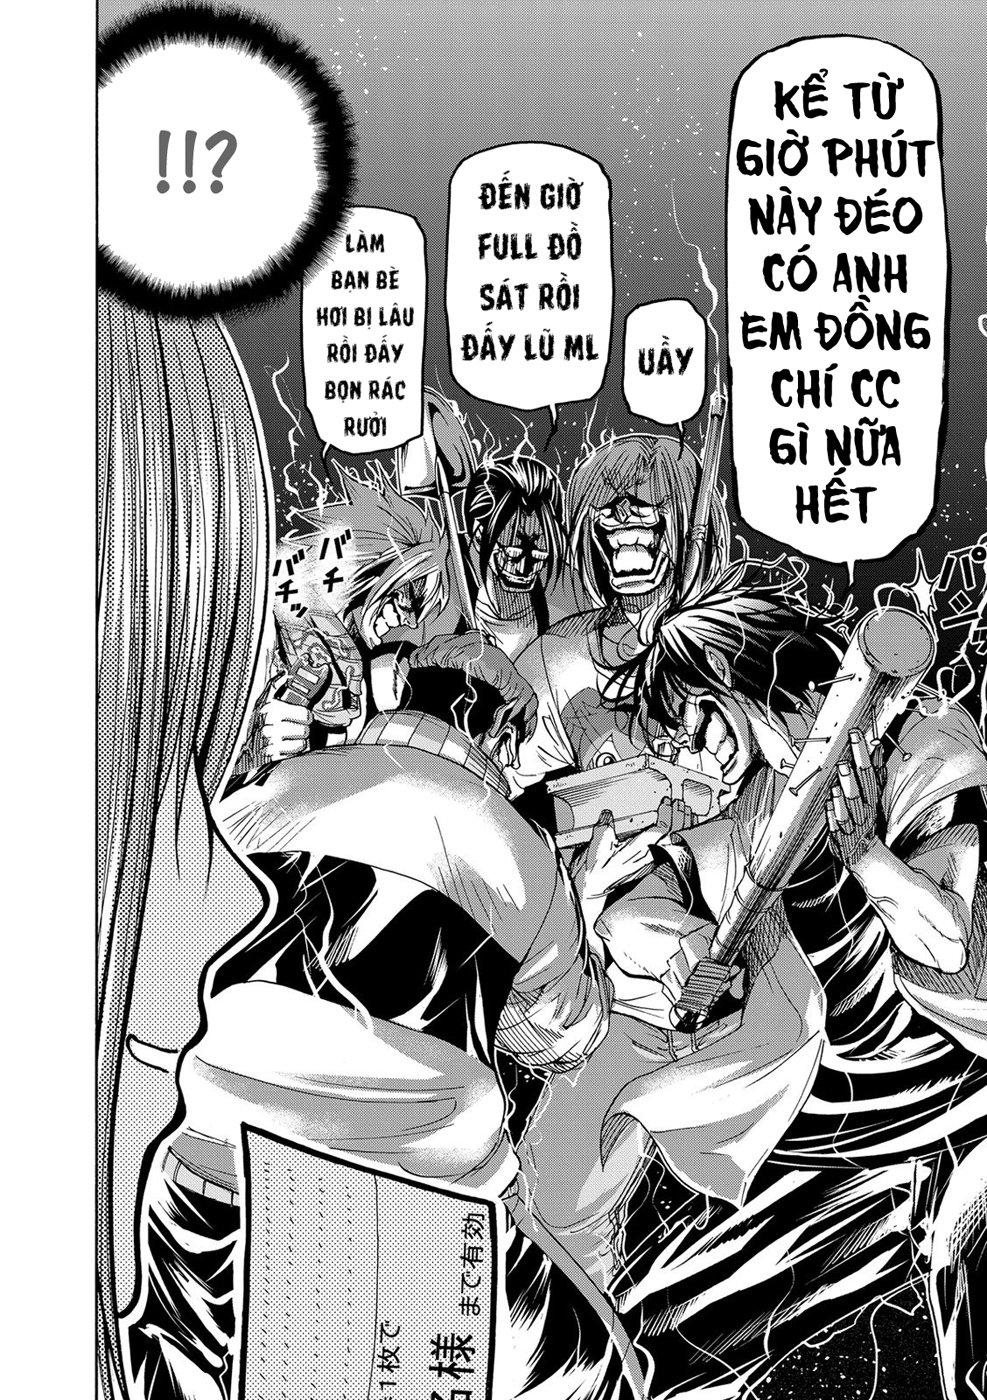 KỂ TỪ
GIỜ PHÚT
NÀY ĐÉO
CÓ ANH
EM ĐỒNG
CHÍ CC
GÌ NỮA
HẾT
UẦY
ĐẾN GIỜ
FULL ĐỒ
SÁT RỒI
ĐẤY LŨ ML
LÀM
BẠN BÈ
HƠI BỊ LÂU
RỒI ĐẤY
BỌN RÁC
RƯỞI
!!?
バチ
バチッ
まで有効
1枚で
名様